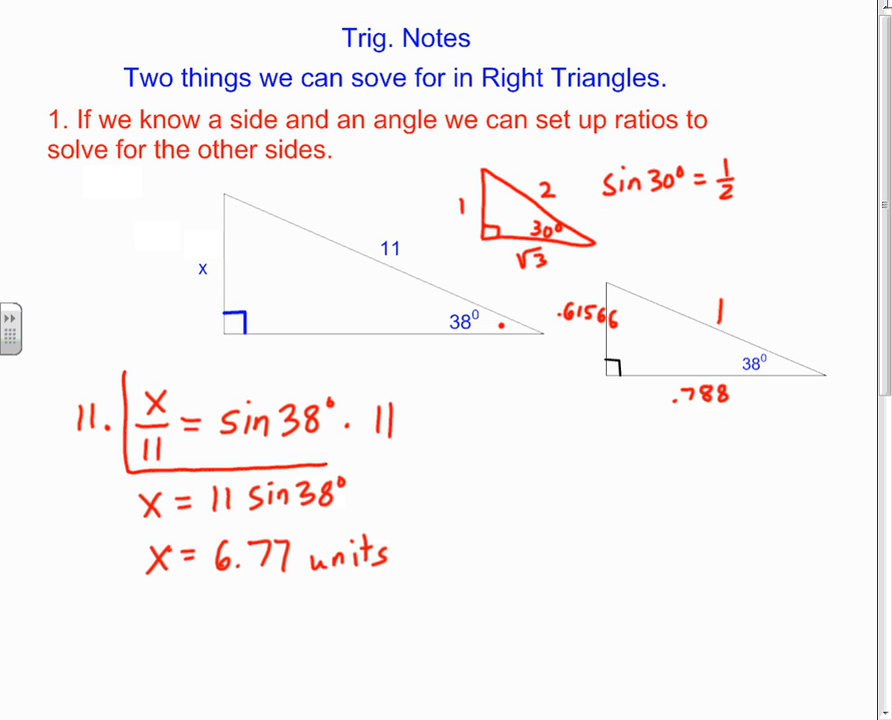 Trig. Notes
Two things we can sove for in Right Triangles.
1. If we know a side and an angle we can set up ratios to
solve for the other sides.
1
2
30°
√3
sin 30° = 1/2
x
11
38⁰
.61566
1
38⁰
.788
11 . x/11 = sin 38° . 11
x = 11 sin 38°
x = 6.77 units